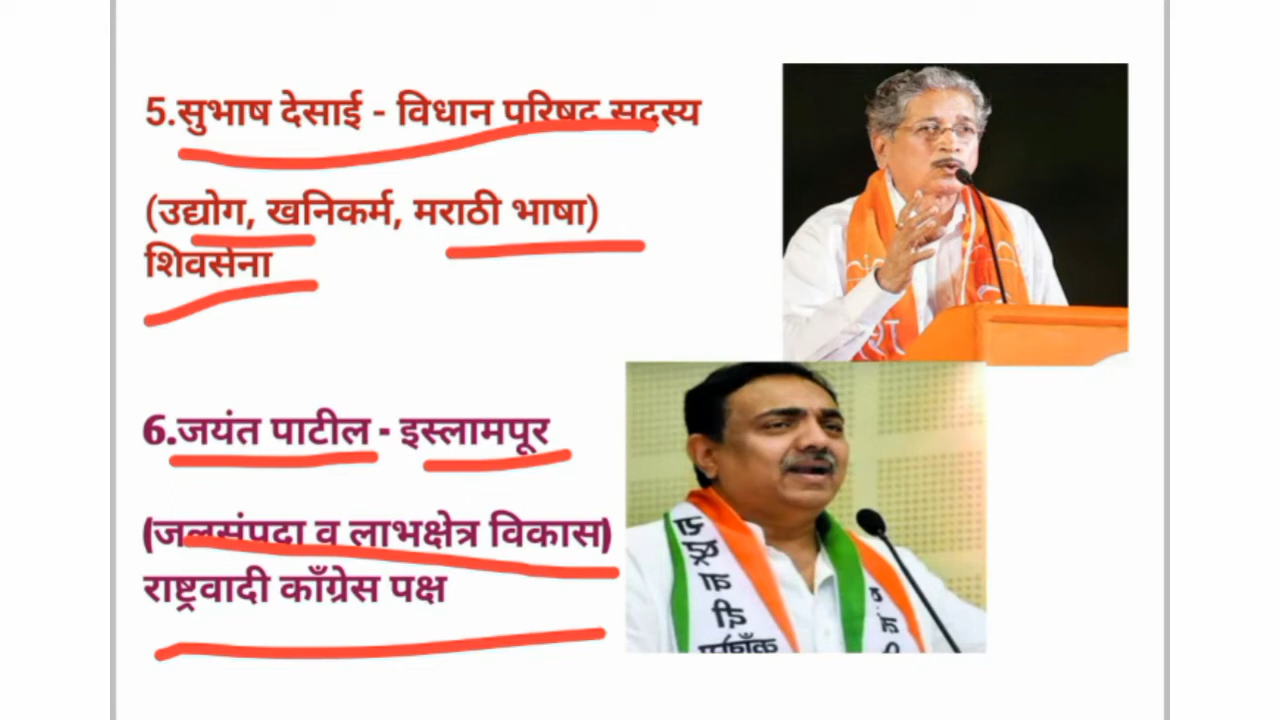 5.सुभाष देसाई - विधान परिषद सदस्य
(उद्योग, खनिकर्म, मराठी भाषा)
शिवसेना
6.जयंत पाटील - इस्लामपूर
(जलसंपदा व लाभक्षेत्र विकास)
राष्ट्रवादी काँग्रेस पक्ष